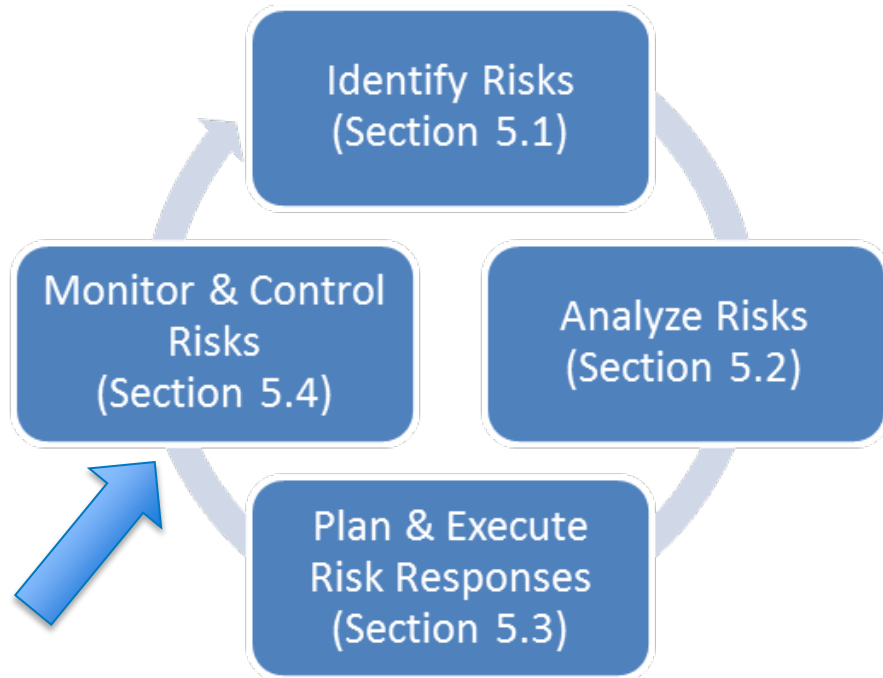 Identify Risks
(Section 5.1)
Analyze Risks
(Section 5.2)
Plan & Execute
Risk Responses
(Section 5.3)
Monitor & Control
Risks
(Section 5.4)